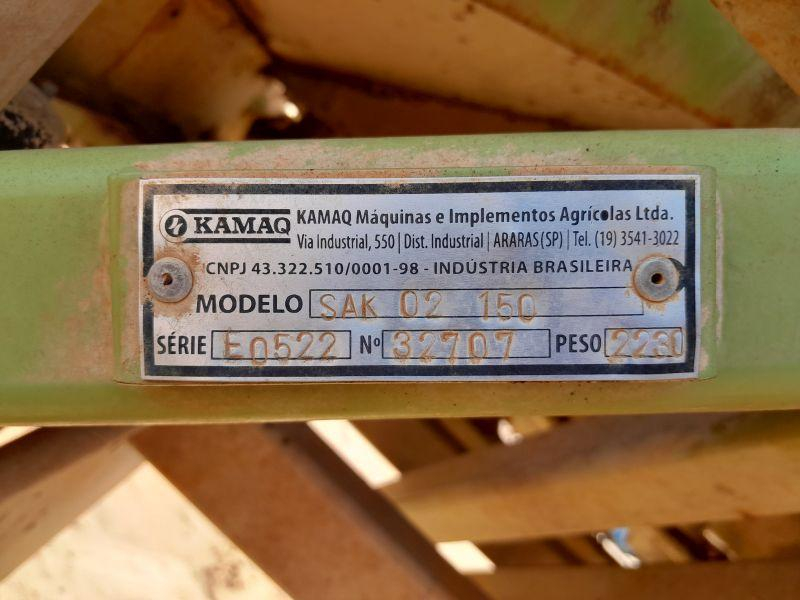 KAMAQ KAMAQ Máquinas e Implementos Agrícolas Ltda.
Via Industrial, 550 | Dist. Industrial | ARARAS (SP) | Tel. (19) 3541-3022
CNPJ 43.322.510/0001-98 - INDÚSTRIA BRASILEIRA
MODELO SAK 02 150
SÉRIE E0522 Nº 32707 PESO 2230